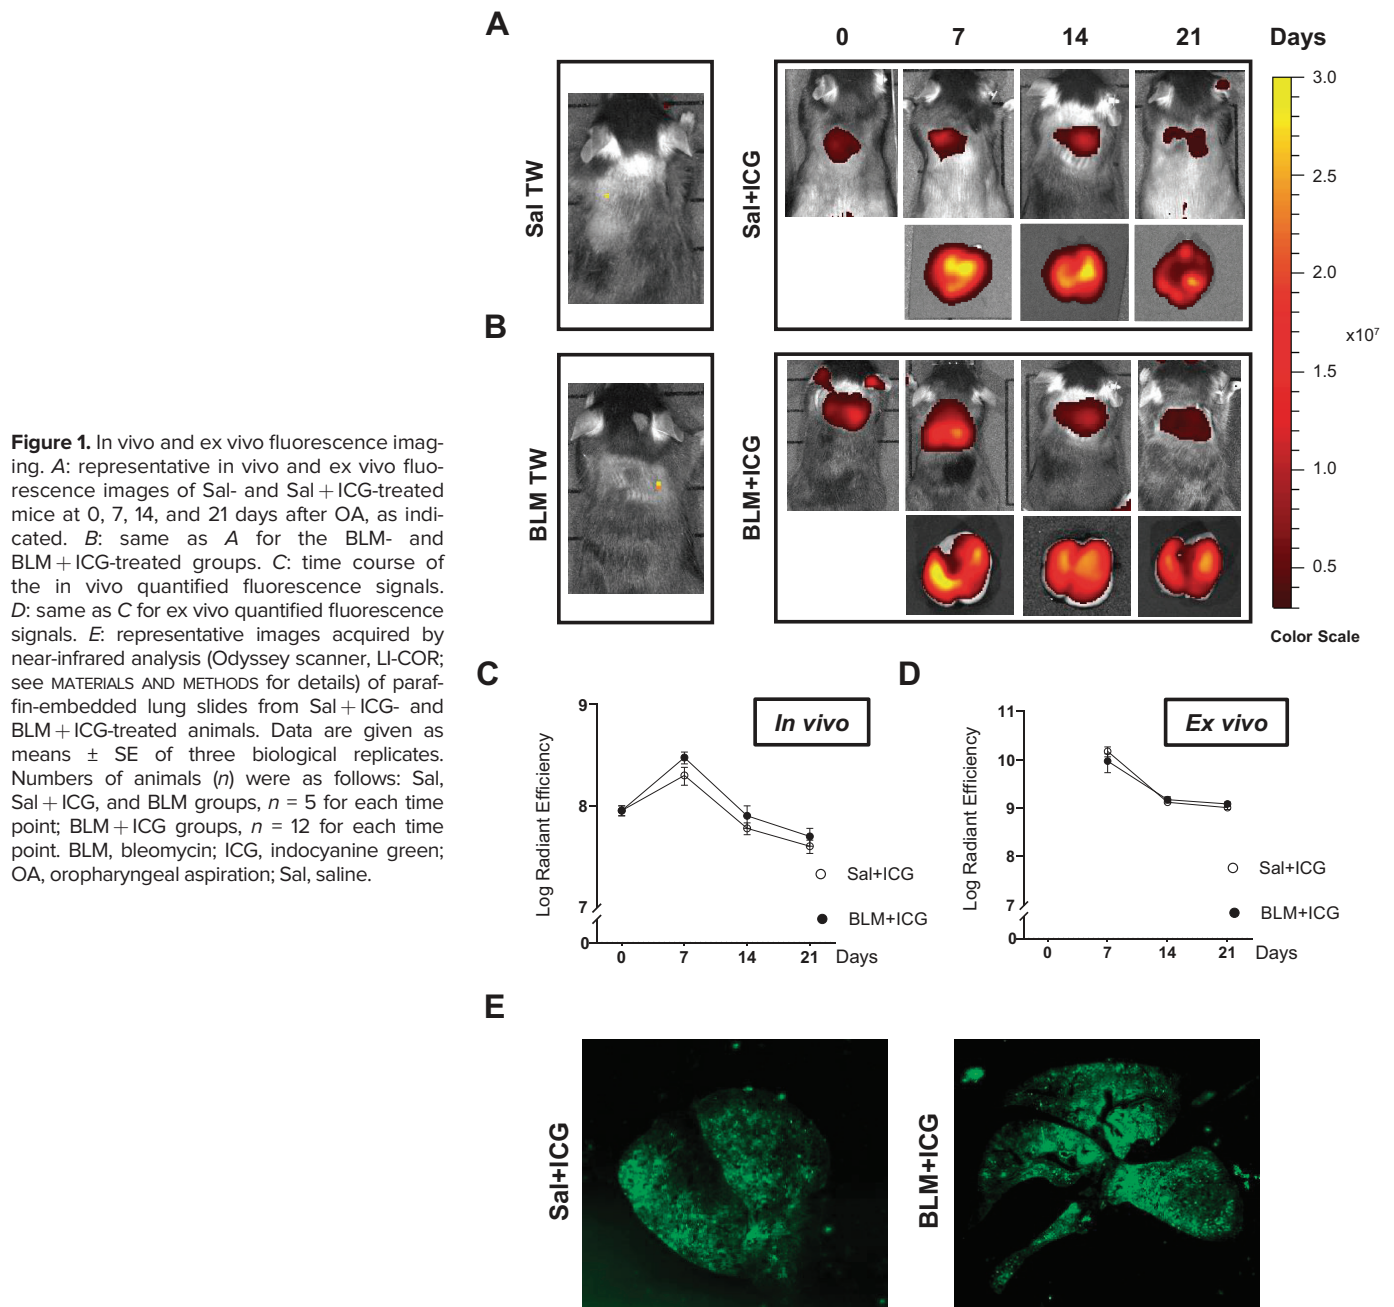 A
0 7 14 21 Days
Sal TW
Sal+ICG
3.0
2.5
2.0
x10⁷
1.5
1.0
0.5
Color Scale
B
BLM TW
BLM+ICG
Figure 1. In vivo and ex vivo fluorescence imag-
ing. A: representative in vivo and ex vivo fluo-
rescence images of Sal- and Sal+ICG-treated
mice at 0, 7, 14, and 21 days after OA, as indi-
cated. B: same as A for the BLM- and
BLM+ICG-treated groups. C: time course of
the in vivo quantified fluorescence signals.
D: same as C for ex vivo quantified fluorescence
signals. E: representative images acquired by
near-infrared analysis (Odyssey scanner, LI-COR;
see MATERIALS AND METHODS for details) of paraf-
fin-embedded lung slides from Sal+ICG- and
BLM+ICG-treated animals. Data are given as
means ± SE of three biological replicates.
Numbers of animals (n) were as follows: Sal,
Sal+ICG, and BLM groups, n = 5 for each time
point; BLM+ICG groups, n = 12 for each time
point. BLM, bleomycin; ICG, indocyanine green;
OA, oropharyngeal aspiration; Sal, saline.
C
In vivo
Log Radiant Efficiency
9
8
7
0
0 7 14 21 Days
Sal+ICG
BLM+ICG
D
Ex vivo
Log Radiant Efficiency
11
10
9
8
7
0
0 7 14 21 Days
Sal+ICG
BLM+ICG
E
Sal+ICG
BLM+ICG